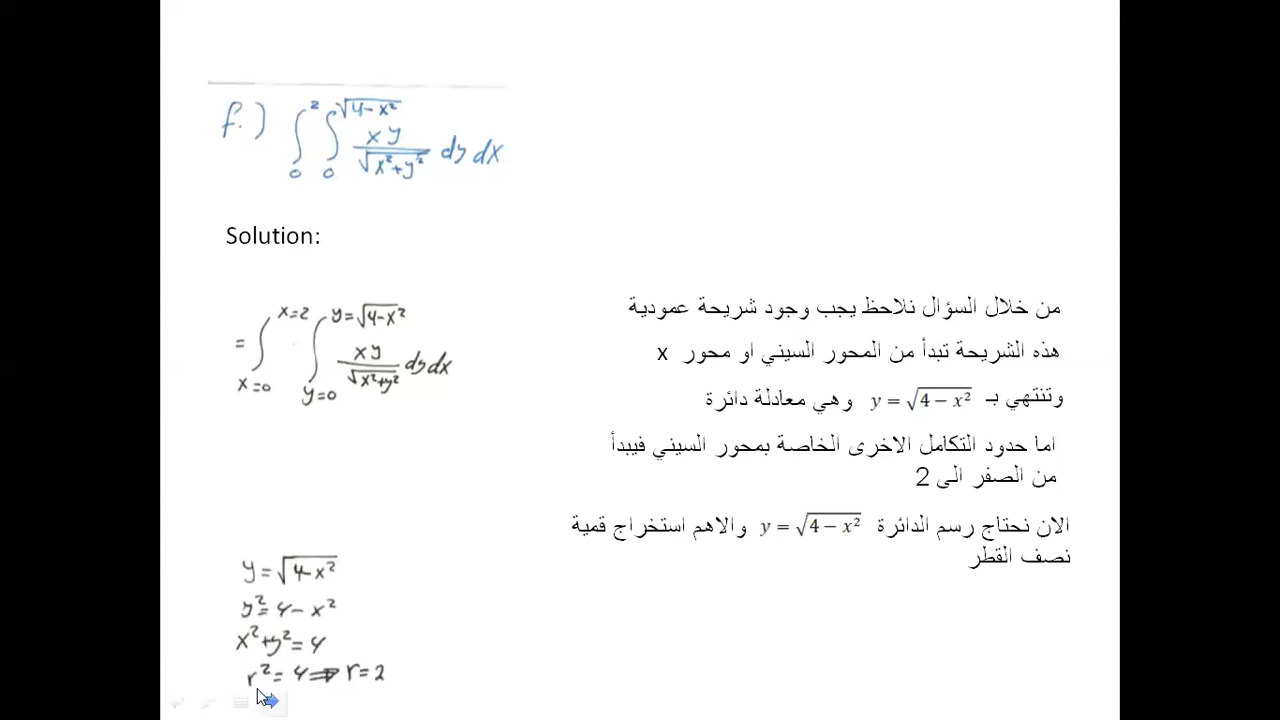 f.) ∫₀² ∫₀^√(4-x²) xy/√(x²+y²) dy dx
Solution:
= ∫_{x=0}^{x=2} ∫_{y=0}^{y=√(4-x²)} xy/√(x²+y²) dy dx
من خلال السؤال نلاحظ يجب وجود شريحة عمودية
هذه الشريحة تبدأ من المحور السيني او محور x
وتنتهي بـ y = √(4 − x²) وهي معادلة دائرة
اما حدود التكامل الاخرى الخاصة بمحور السيني فيبدأ
من الصفر الى 2
الان نحتاج رسم الدائرة y = √(4 − x²) والاهم استخراج قمية
نصف القطر
y = √(4-x²)
y² = 4 - x²
x² + y² = 4
r² = 4 ⇒ r = 2